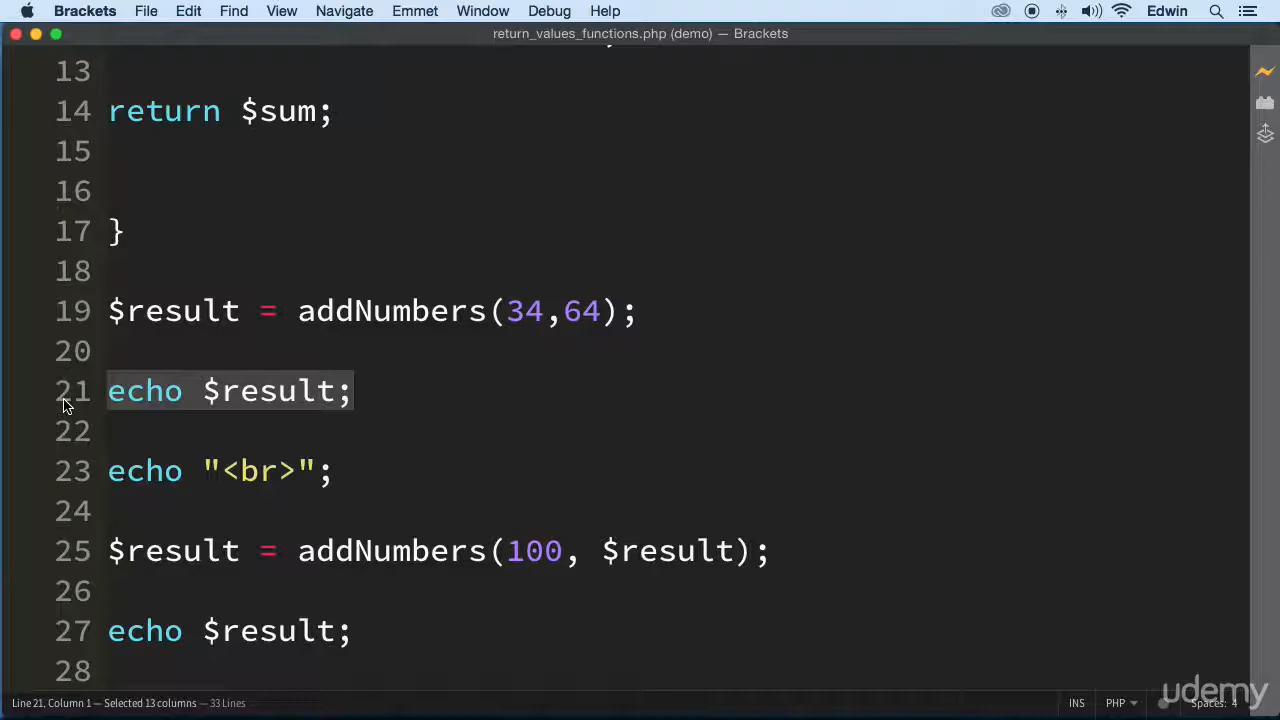 Brackets File Edit Find View Navigate Emmet Window Debug Help Edwin
return_values_functions.php (demo) — Brackets
13
14 return $sum;
15
16
17 }
18
19 $result = addNumbers(34,64);
20
21 echo $result;
22
23 echo "<br>";
24
25 $result = addNumbers(100, $result);
26
27 echo $result;
28
Line 21, Column 1 — Selected 13 columns — 33 Lines INS PHP Spaces: 4
udemy